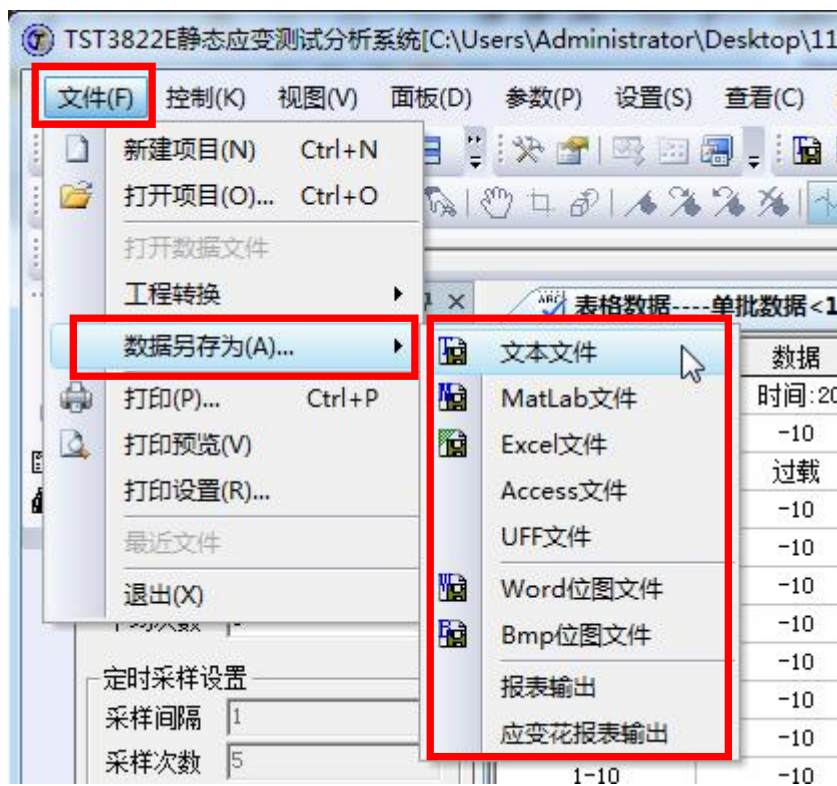 TST3822E静态应变测试分析系统[C:\Users\Administrator\Desktop\11
文件(F) 控制(K) 视图(V) 面板(D) 参数(P) 设置(S) 查看(C)
新建项目(N) Ctrl+N
打开项目(O)... Ctrl+O
打开数据文件
工程转换
数据另存为(A)...
打印(P)... Ctrl+P
打印预览(V)
打印设置(R)...
最近文件
退出(X)
文本文件
MatLab文件
Excel文件
Access文件
UFF文件
Word位图文件
Bmp位图文件
报表输出
应变花报表输出
表格数据----单批数据<1
数据
时间:20
-10
过载
-10
-10
-10
-10
-10
-10
-10
1-10 -10
定时采样设置
采样间隔 1
采样次数 5